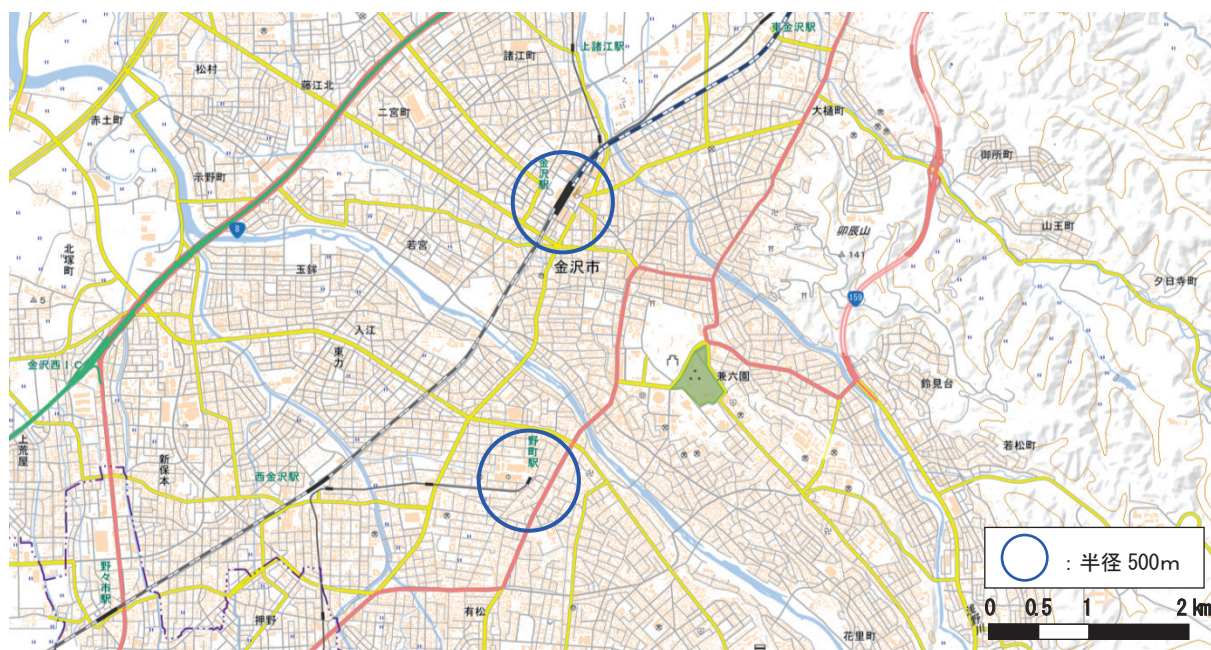 東金沢駅
上諸江駅
諸江町
松村
藤江北
二宮町
大樋町
赤土町
御所町
示野町
金沢駅
8
若宮
卯辰山
141
山王町
北塚町
玉鉾
金沢市
夕日寺町
5
159
入江
東力
金沢西IC
兼六園
鈴見台
上荒屋
新保本
西金沢駅
野町駅
若松町
野々市駅
押野
有松
花里町
浅野川
:半径 500m
0 0.5 1 2 km